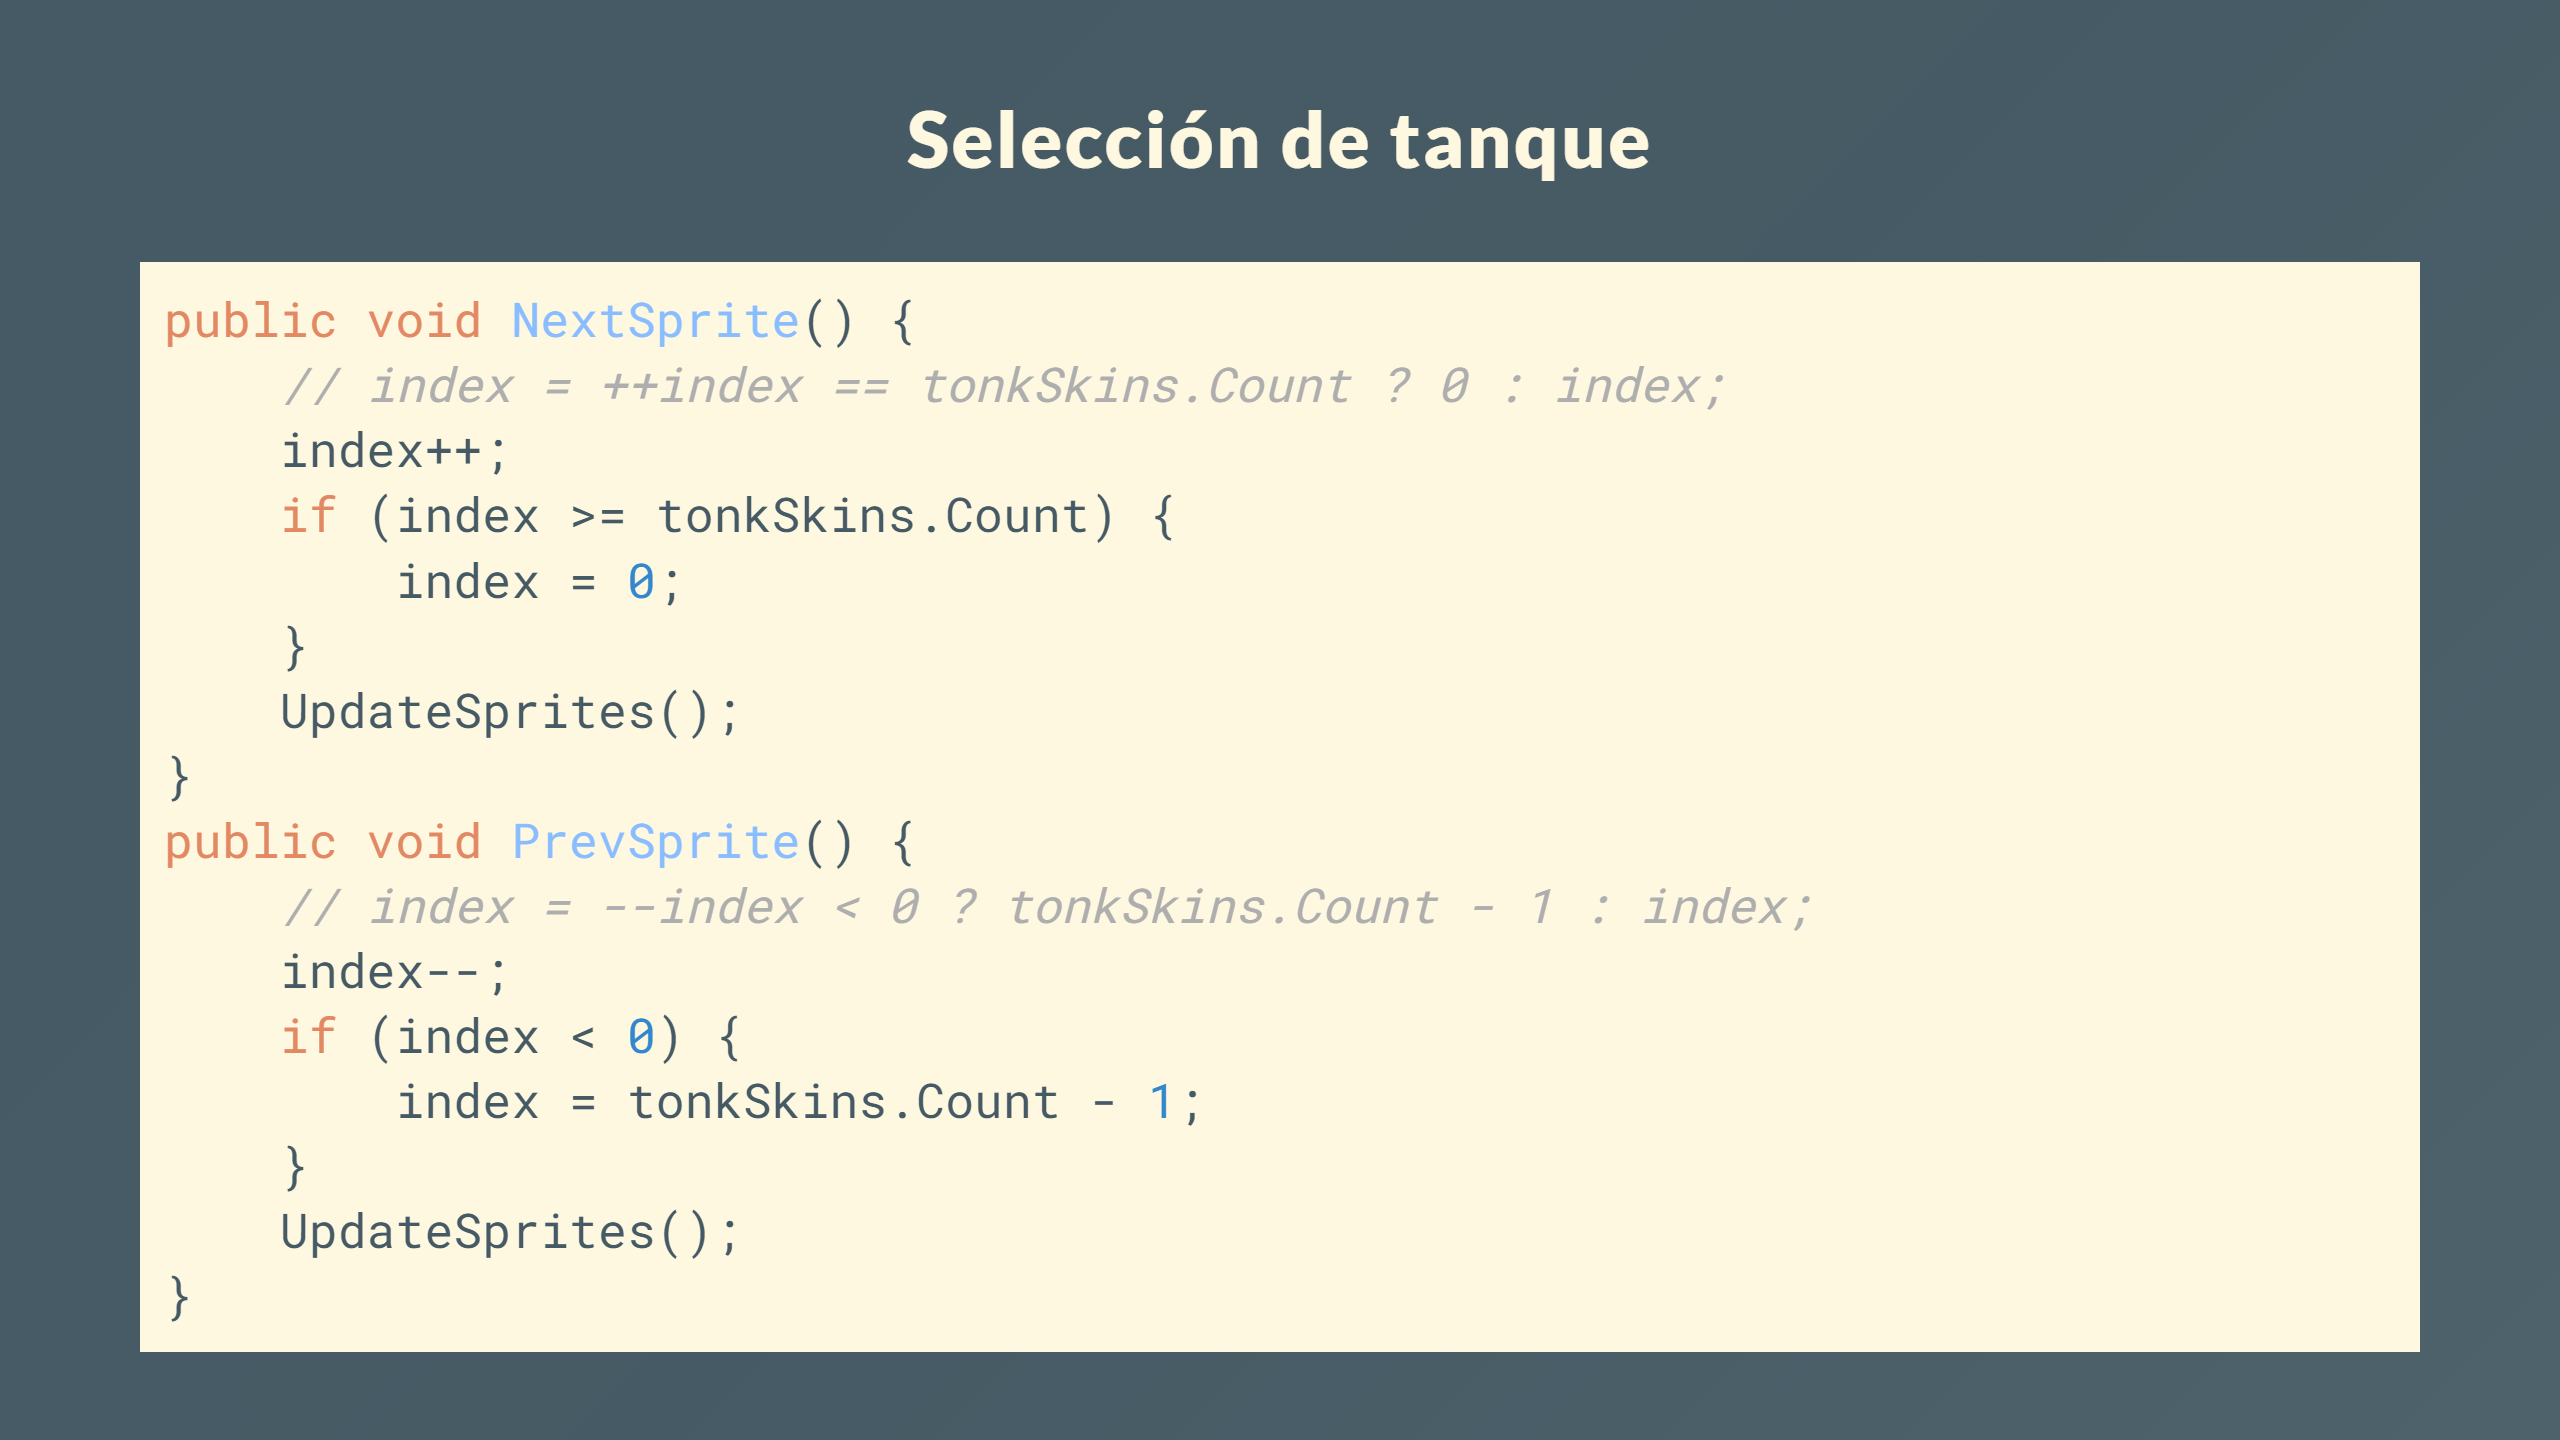 Selección de tanque
public void NextSprite() {
    // index = ++index == tonkSkins.Count ? 0 : index;
    index++;
    if (index >= tonkSkins.Count) {
        index = 0;
    }
    UpdateSprites();
}
public void PrevSprite() {
    // index = --index < 0 ? tonkSkins.Count - 1 : index;
    index--;
    if (index < 0) {
        index = tonkSkins.Count - 1;
    }
    UpdateSprites();
}